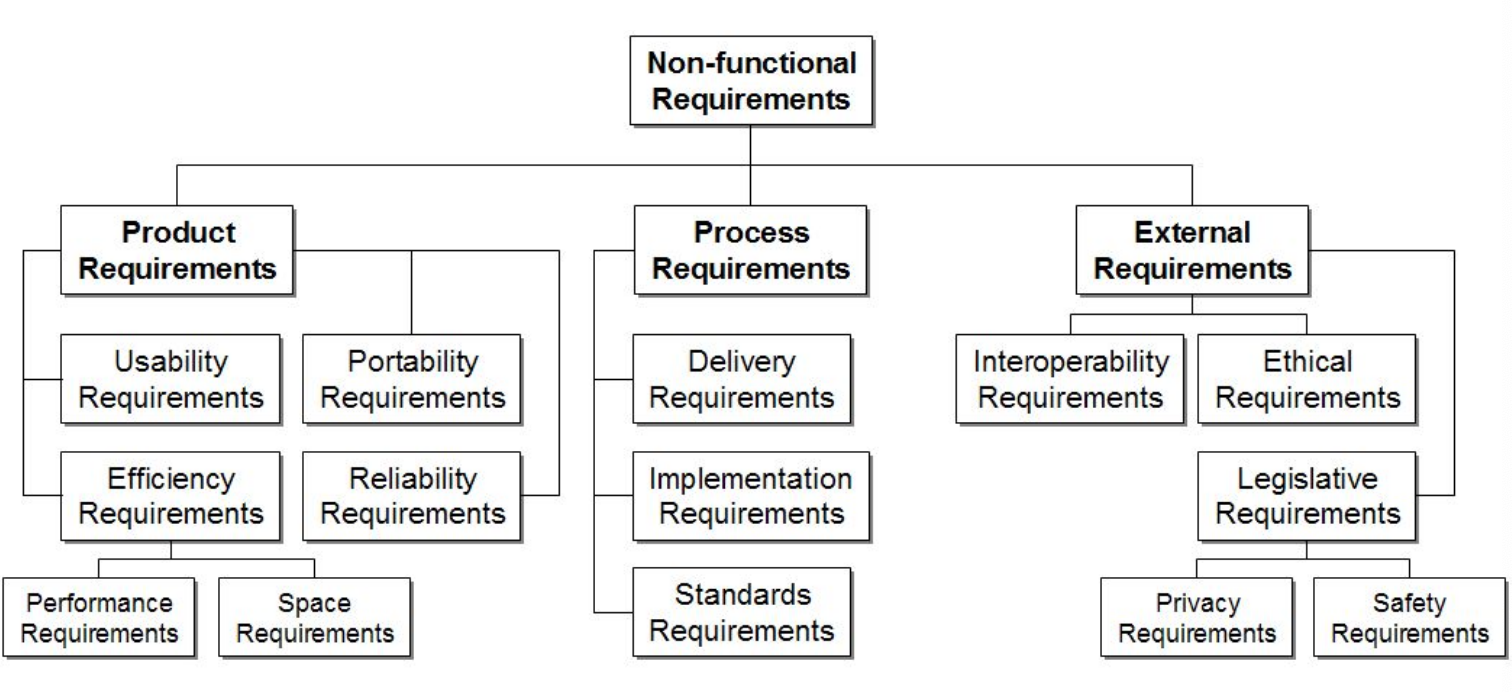 Non-functional
Requirements
Product
Requirements
Process
Requirements
External
Requirements
Usability
Requirements
Portability
Requirements
Delivery
Requirements
Interoperability
Requirements
Ethical
Requirements
Efficiency
Requirements
Reliability
Requirements
Implementation
Requirements
Legislative
Requirements
Performance
Requirements
Space
Requirements
Standards
Requirements
Privacy
Requirements
Safety
Requirements